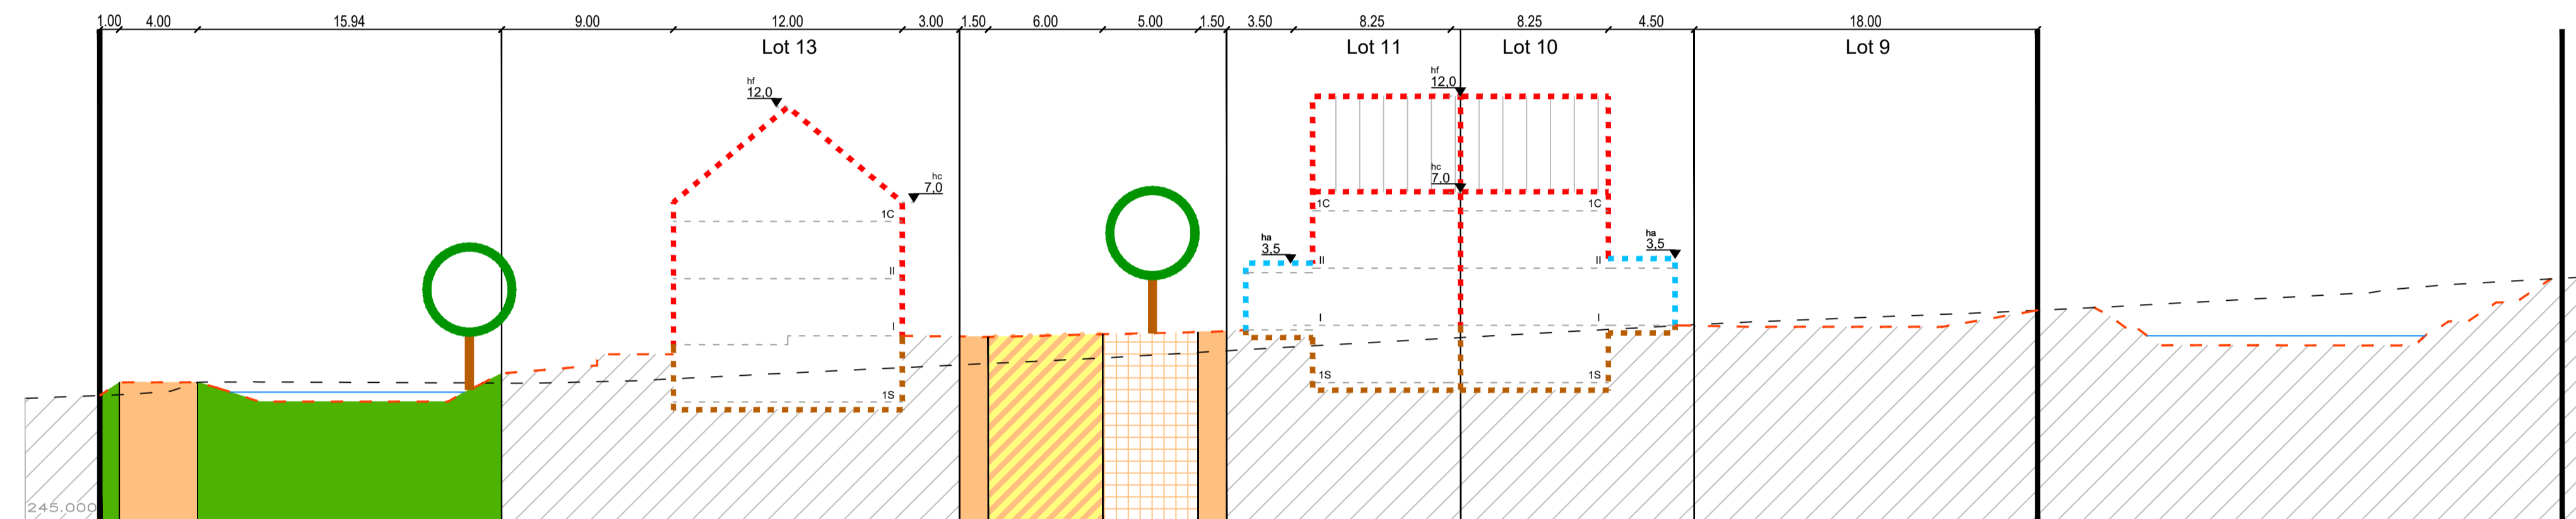 1.00 4.00 15.94 9.00 12.00 3.00 1.50 6.00 5.00 1.50 3.50 8.25 8.25 4.50 18.00
Lot 13 Lot 11 Lot 10 Lot 9
hf
12,0
hf
12,0
hc
7,0
hc
7,0
1C
1C
1C
ha
3,5
ha
3,5
II
II
II
I
I
I
1S
1S
1S
245.000